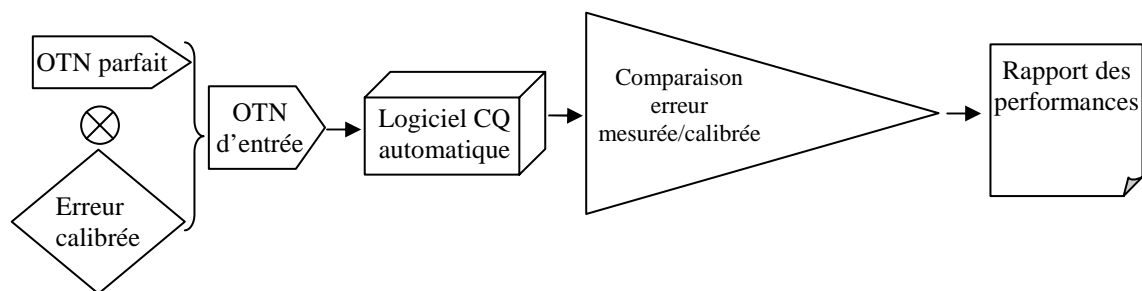 OTN parfait
Erreur
calibrée
OTN
d'entrée
Logiciel CQ
automatique
Comparaison
erreur
mesurée/calibrée
Rapport des
performances